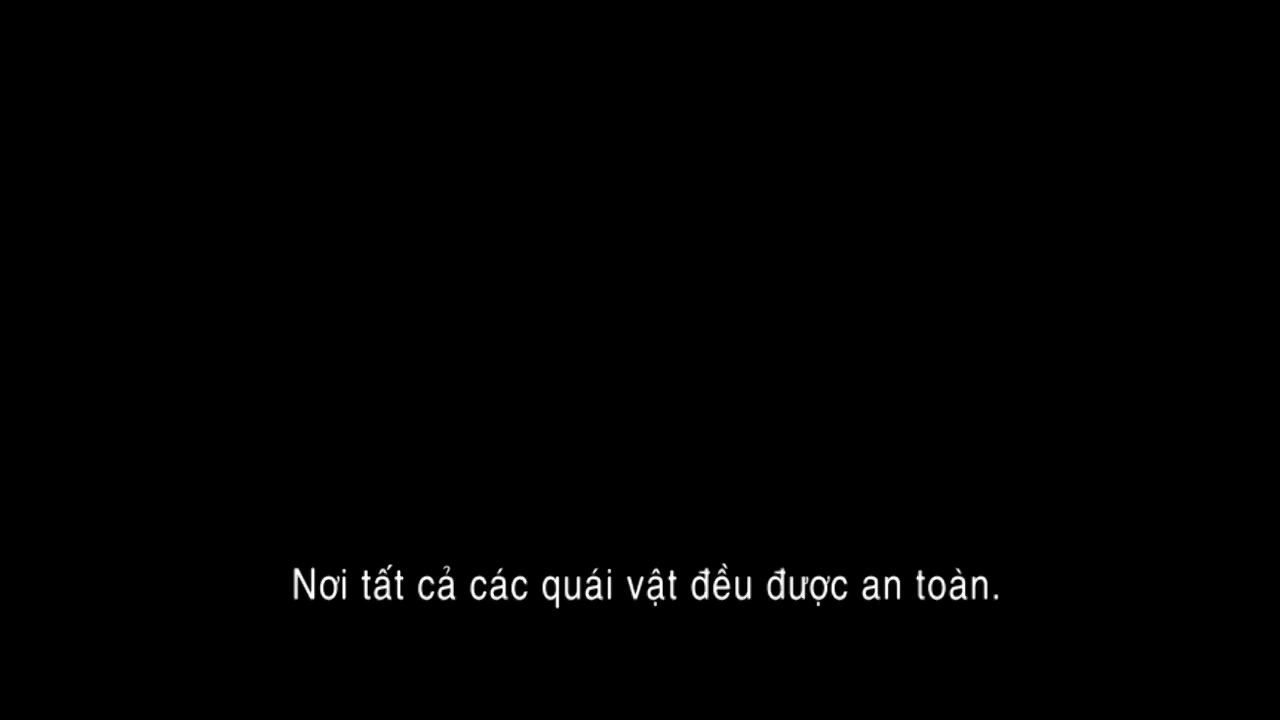 Nơi tất cả các quái vật đều được an toàn.